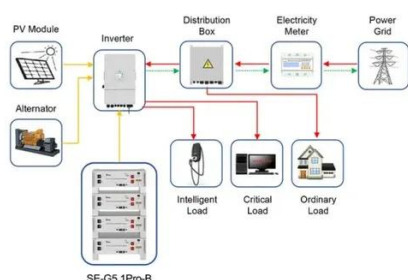 PV Module
Inverter
Distribution
Box
Electricity
Meter
Power
Grid
Alternator
Intelligent
Load
Critical
Load
Ordinary
Load
SE-G5.1Pro-B